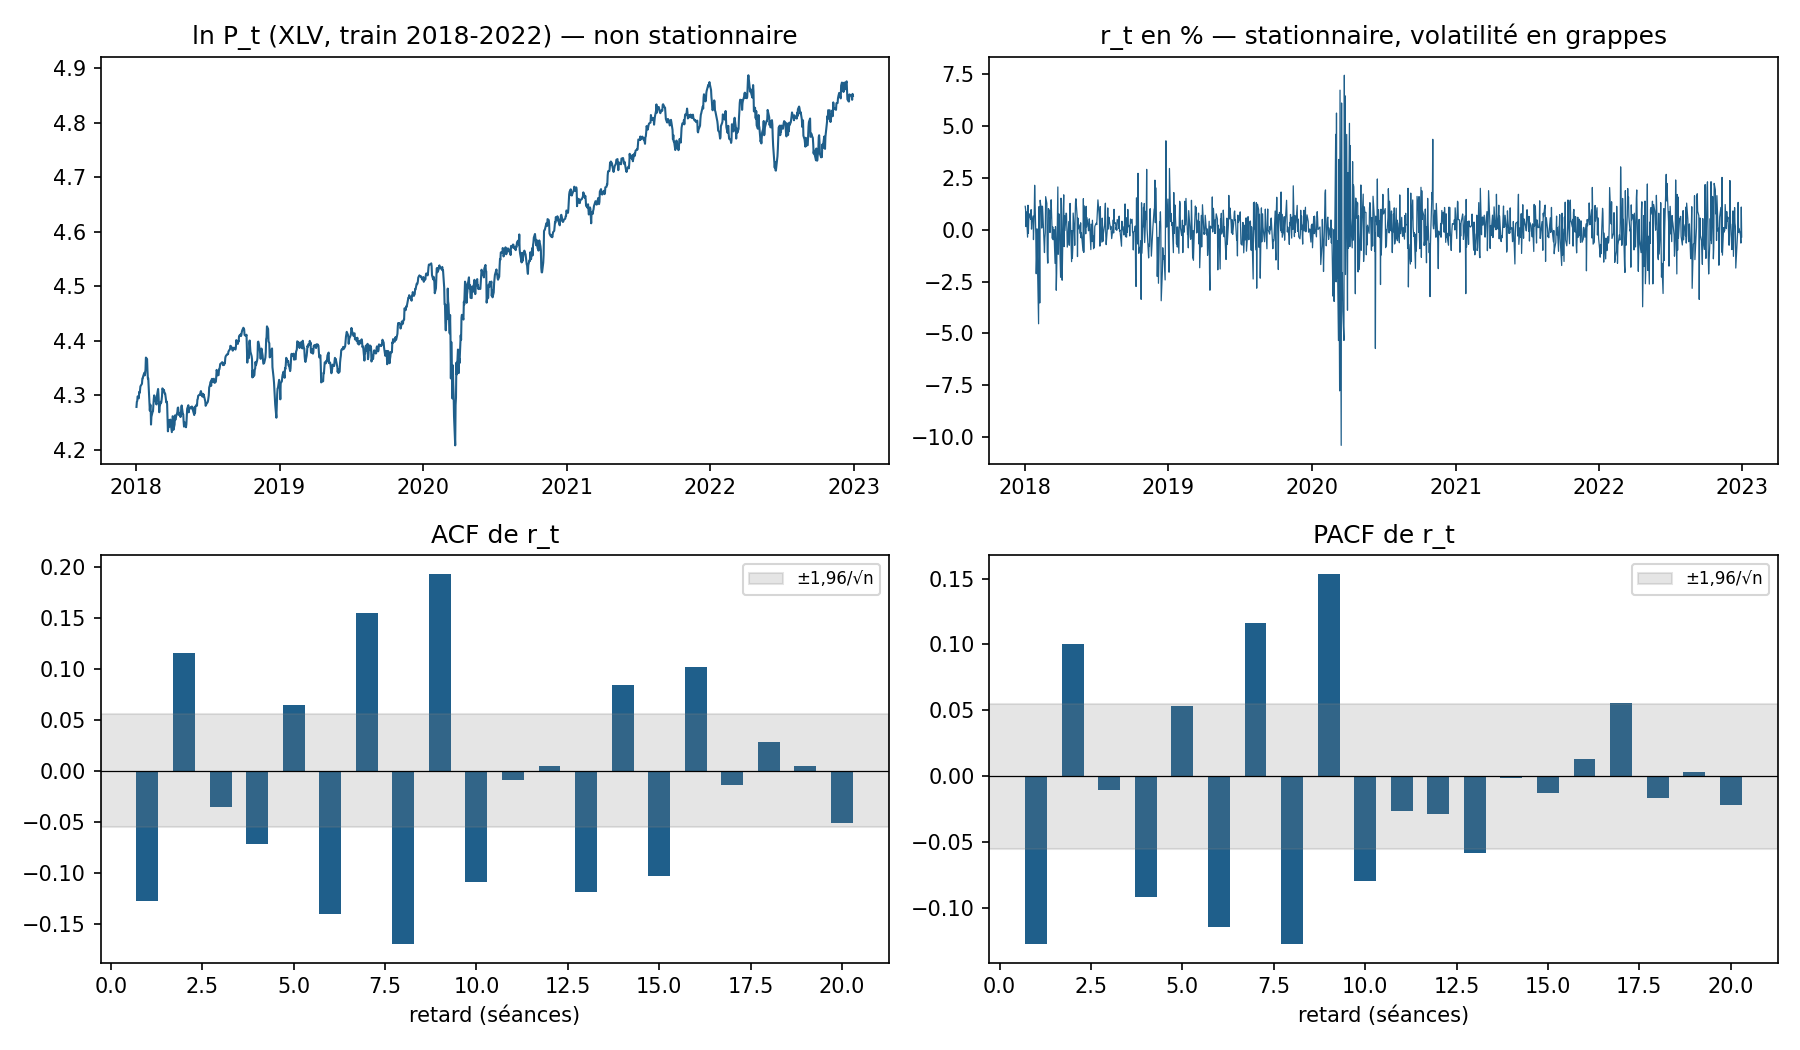 ln P_t (XLV, train 2018-2022) — non stationnaire
4.9
4.8
4.7
4.6
4.5
4.4
4.3
4.2
2018 2019 2020 2021 2022 2023
r_t en % — stationnaire, volatilité en grappes
7.5
5.0
2.5
0.0
−2.5
−5.0
−7.5
−10.0
2018 2019 2020 2021 2022 2023
ACF de r_t
±1,96/√n
0.20
0.15
0.10
0.05
0.00
−0.05
−0.10
−0.15
0.0 2.5 5.0 7.5 10.0 12.5 15.0 17.5 20.0
retard (séances)
PACF de r_t
±1,96/√n
0.15
0.10
0.05
0.00
−0.05
−0.10
0.0 2.5 5.0 7.5 10.0 12.5 15.0 17.5 20.0
retard (séances)